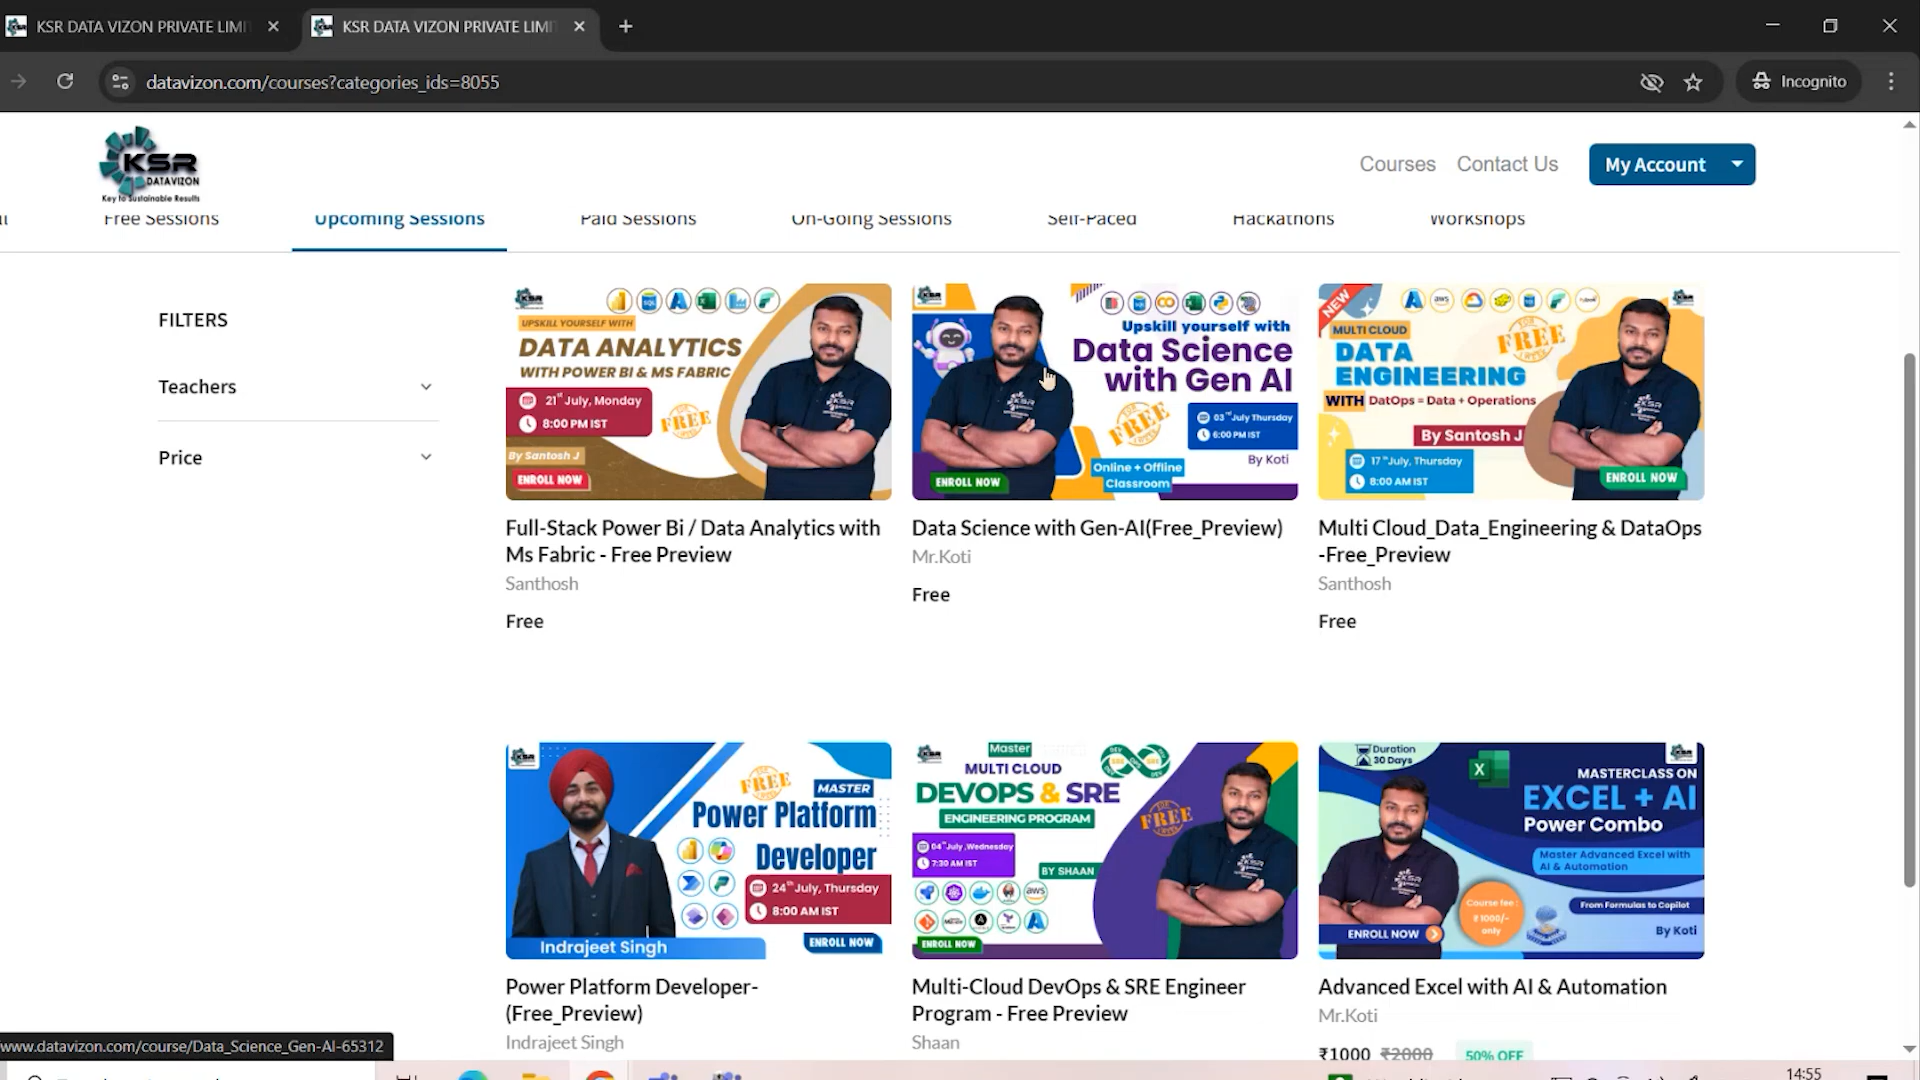 KSR DATA VIZON PRIVATE LIMI
KSR DATA VIZON PRIVATE LIMI
datavizon.com/courses?categories_ids=8055
Incognito
KSR
DATAVIZON
Key to Sustainable Results
Courses
Contact Us
My Account
Free Sessions
Upcoming Sessions
Paid Sessions
On-Going Sessions
Self-Paced
Hackathons
Workshops
FILTERS
Teachers
Price
UPSKILL YOURSELF WITH
DATA ANALYTICS
WITH POWER BI & MS FABRIC
21st July, Monday
8:00 PM IST
FREE
By Santosh J
ENROLL NOW
Full-Stack Power Bi / Data Analytics with
Ms Fabric - Free Preview
Santhosh
Free
Upskill yourself with
Data Science
with Gen AI
FREE
03rd July Thursday
6:00 PM IST
By Koti
Online + Offline
Classroom
ENROLL NOW
Data Science with Gen-AI(Free_Preview)
Mr.Koti
Free
NEW
aws
MULTI CLOUD
DATA
ENGINEERING
WITH DatOps = Data + Operations
FREE
By Santosh J
17th July, Thursday
8:00 AM IST
ENROLL NOW
Multi Cloud_Data_Engineering & DataOps
-Free_Preview
Santhosh
Free
FREE
MASTER
Power Platform
Developer
24th July, Thursday
8:00 AM IST
Indrajeet Singh
ENROLL NOW
Power Platform Developer-
(Free_Preview)
Indrajeet Singh
Master
MULTI CLOUD
DEVOPS & SRE
ENGINEERING PROGRAM
FREE
04th July ,Wednesday
7:30 AM IST
BY SHAAN
aws
ENROLL NOW
Multi-Cloud DevOps & SRE Engineer
Program - Free Preview
Shaan
Duration
30 Days
MASTERCLASS ON
EXCEL + AI
Power Combo
Master Advanced Excel with
AI & Automation
Course fee :
₹ 1000/-
only
From Formulas to Copilot
ENROLL NOW
By Koti
Advanced Excel with AI & Automation
Mr.Koti
₹1000 ₹2000 50% OFF
www.datavizon.com/course/Data_Science_Gen-AI-65312
14:55